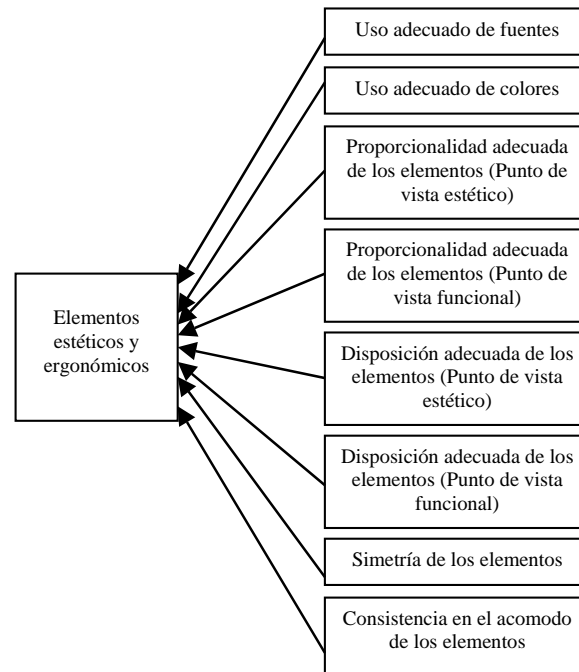 Uso adecuado de fuentes
Uso adecuado de colores
Proporcionalidad adecuada
de los elementos (Punto de
vista estético)
Proporcionalidad adecuada
de los elementos (Punto de
vista funcional)
Elementos
estéticos y
ergonómicos
Disposición adecuada de los
elementos (Punto de vista
estético)
Disposición adecuada de los
elementos (Punto de vista
funcional)
Simetría de los elementos
Consistencia en el acomodo
de los elementos